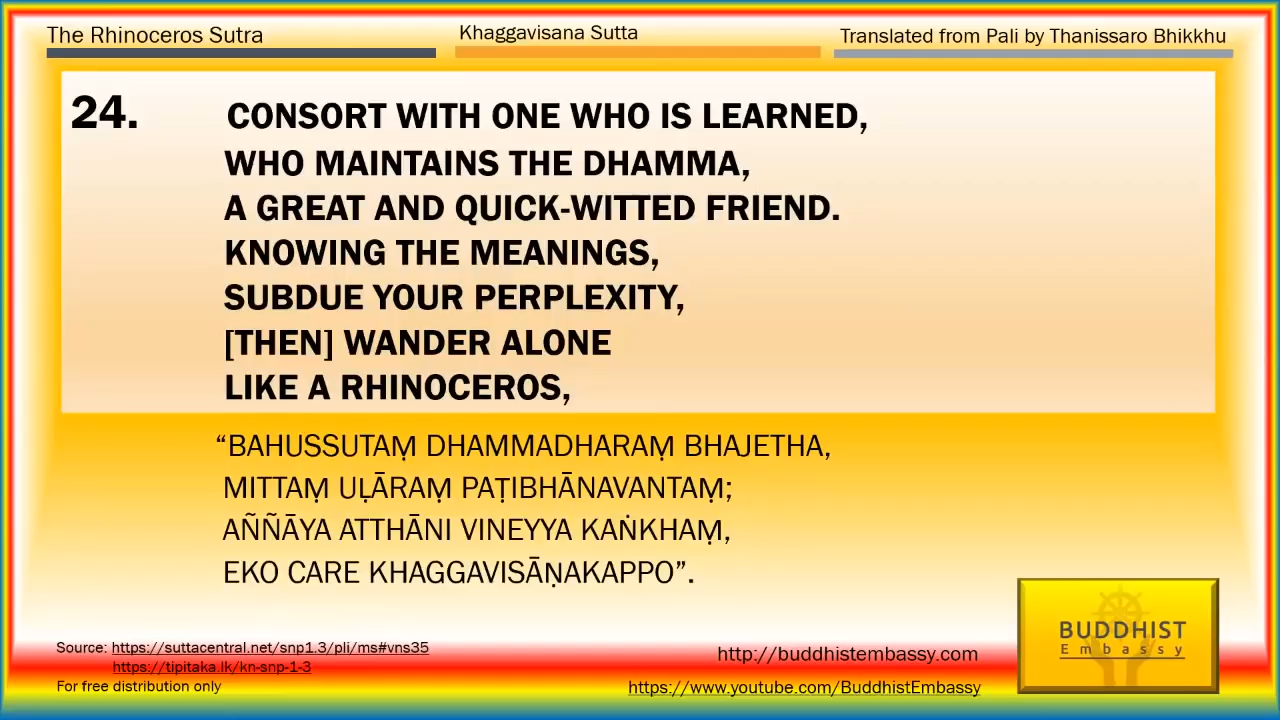 The Rhinoceros Sutra
Khaggavisana Sutta
Translated from Pali by Thanissaro Bhikkhu
24. CONSORT WITH ONE WHO IS LEARNED,
WHO MAINTAINS THE DHAMMA,
A GREAT AND QUICK-WITTED FRIEND.
KNOWING THE MEANINGS,
SUBDUE YOUR PERPLEXITY,
[THEN] WANDER ALONE
LIKE A RHINOCEROS,
“BAHUSSUTAṂ DHAMMADHARAṂ BHAJETHA,
MITTAṂ UḶĀRAṂ PAṬIBHĀNAVANTAṂ;
AÑÑĀYA ATTHĀNI VINEYYA KAṄKHAṂ,
EKO CARE KHAGGAVISĀṆAKAPPO”.
Source: https://suttacentral.net/snp1.3/pli/ms#vns35
https://tipitaka.lk/kn-snp-1-3
For free distribution only
http://buddhistembassy.com
https://www.youtube.com/BuddhistEmbassy
BUDDHIST
Embassy